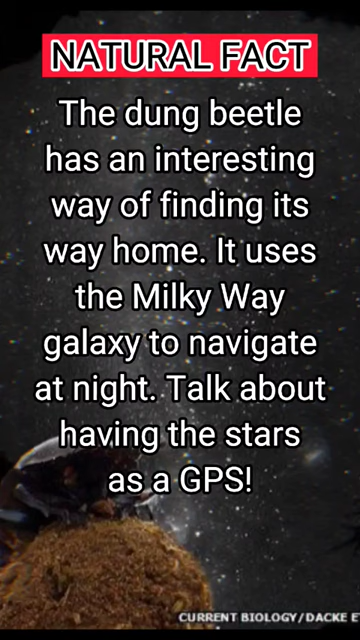 NATURAL FACT
The dung beetle
has an interesting
way of finding its
way home. It uses
the Milky Way
galaxy to navigate
at night. Talk about
having the stars
as a GPS!
CURRENT BIOLOGY/DACKE